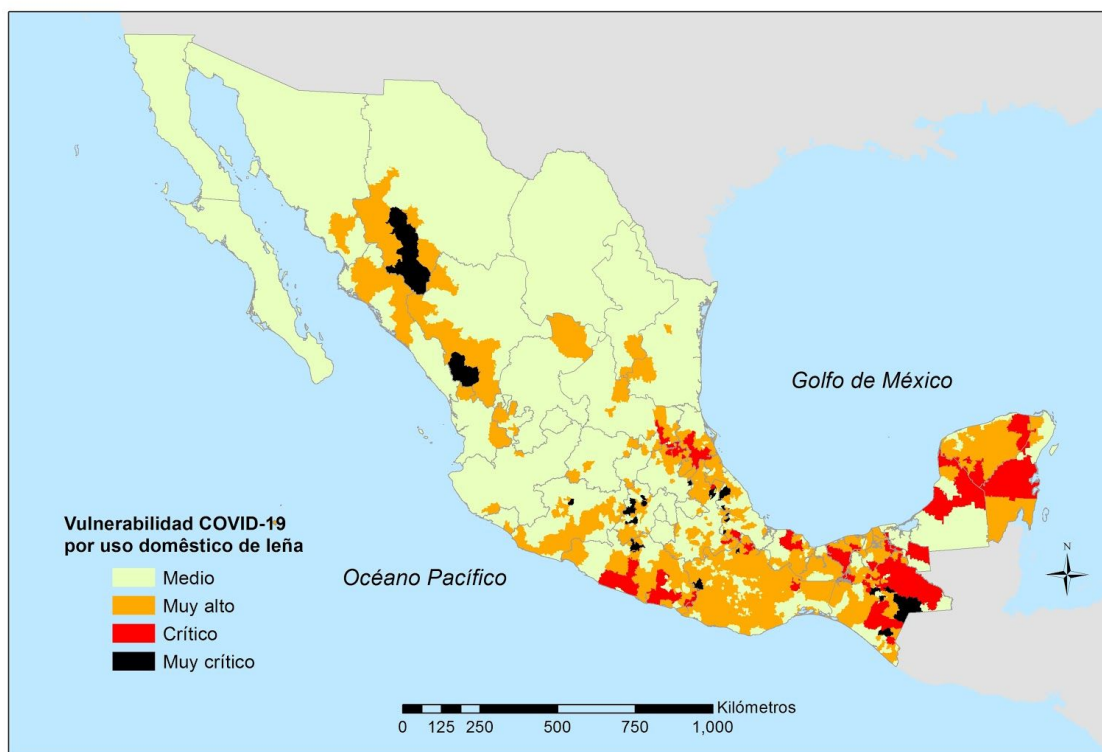 Golfo de México
Vulnerabilidad COVID-19
por uso domêstico de leña
Medio
Muy alto
Crítico
Muy crítico
Océano Pacífico
N
Kilómetros
0 125 250 500 750 1,000